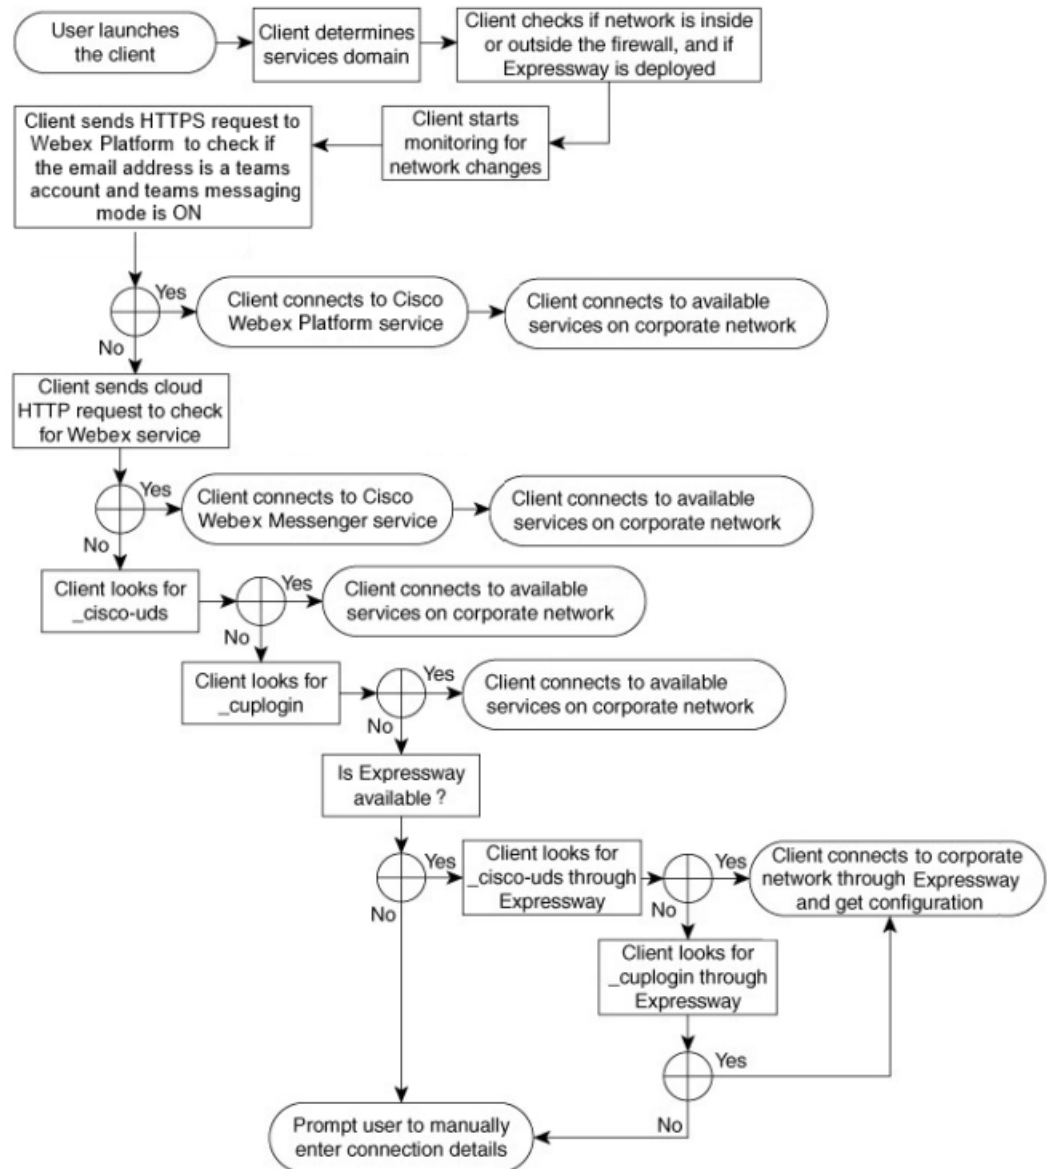 User launches
the client
Client determines
services domain
Client checks if network is inside
or outside the firewall, and if
Expressway is deployed
Client sends HTTPS request to
Webex Platform to check if
the email address is a teams
account and teams messaging
mode is ON
Client starts
monitoring for
network changes
Yes
Client connects to Cisco
Webex Platform service
Client connects to available
services on corporate network
No
Client sends cloud
HTTP request to check
for Webex service
Yes
Client connects to Cisco
Webex Messenger service
Client connects to available
services on corporate network
No
Client looks for
_cisco-uds
Yes
Client connects to available
services on corporate network
No
Client looks for
_cuplogin
Yes
Client connects to available
services on corporate network
No
Is Expressway
available ?
Yes
Client looks for
_cisco-uds through
Expressway
Yes
Client connects to corporate
network through Expressway
and get configuration
No
No
Client looks for
_cuplogin through
Expressway
Yes
No
Prompt user to manually
enter connection details